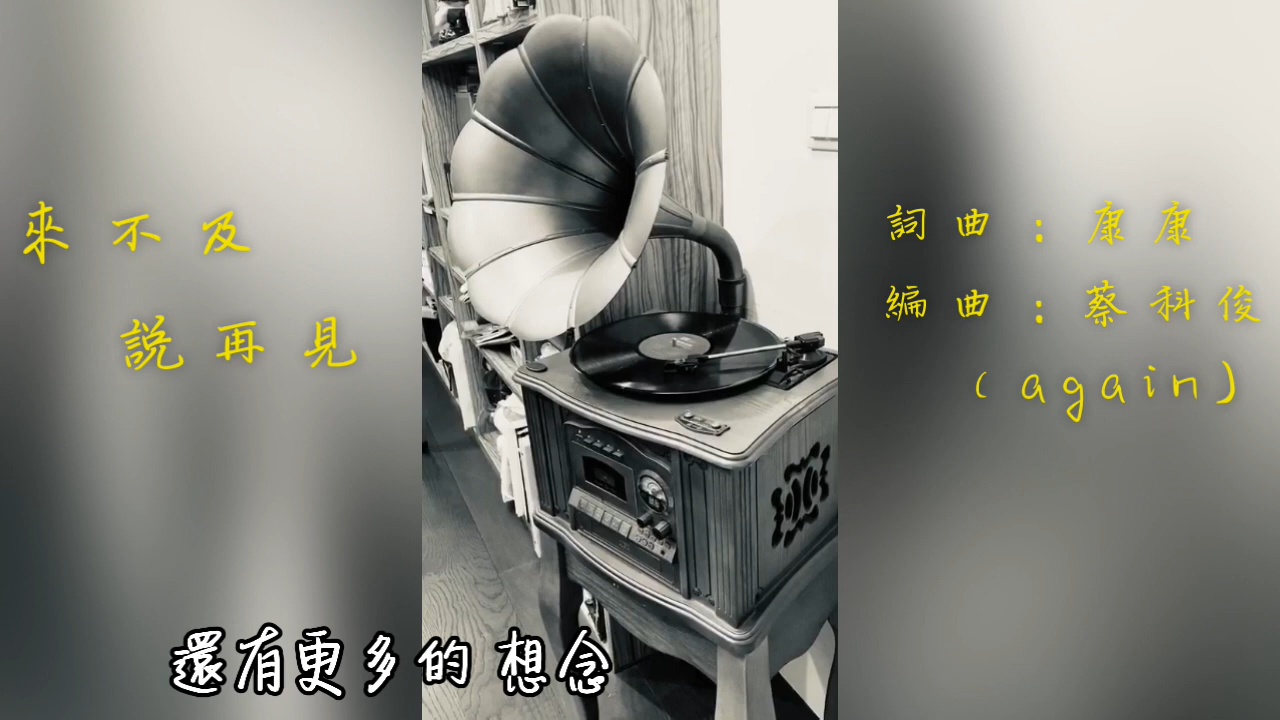 來不及
說再見
詞曲：康康
編曲：蔡科俊
（again)
還有更多的 想念